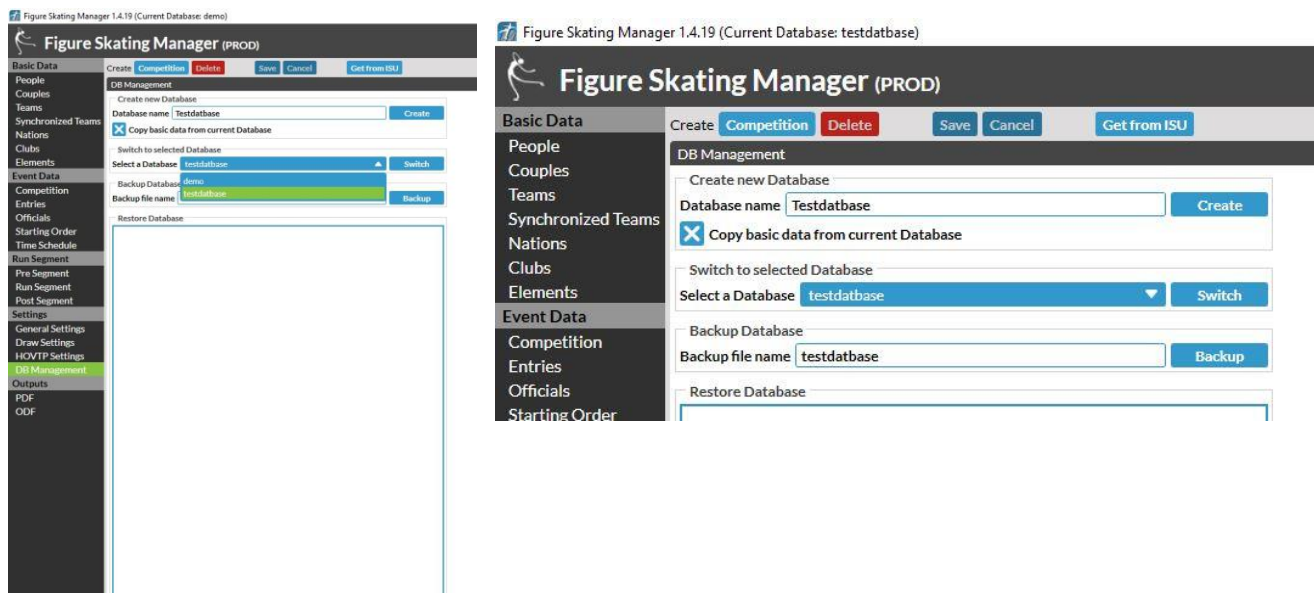 Figure Skating Manager 1.4.19 (Current Database: demo)
Figure Skating Manager (PROD)
Basic Data
People
Couples
Teams
Synchronized Teams
Nations
Clubs
Elements
Event Data
Competition
Entries
Officials
Starting Order
Time Schedule
Run Segment
Pre Segment
Run Segment
Post Segment
Settings
General Settings
Draw Settings
HOVTP Settings
DB Management
Outputs
PDF
ODF
Create Competition Delete Save Cancel Get from ISU
DB Management
Create new Database
Database name Testdatbase Create
Copy basic data from current Database
Switch to selected Database
Select a Database testdatbase Switch
demo
testdatbase
Backup Database
Backup file name Backup
Restore Database
Figure Skating Manager 1.4.19 (Current Database: testdatbase)
Figure Skating Manager (PROD)
Basic Data
People
Couples
Teams
Synchronized Teams
Nations
Clubs
Elements
Event Data
Competition
Entries
Officials
Starting Order
Create Competition Delete Save Cancel Get from ISU
DB Management
Create new Database
Database name Testdatbase Create
Copy basic data from current Database
Switch to selected Database
Select a Database testdatbase Switch
Backup Database
Backup file name testdatbase Backup
Restore Database